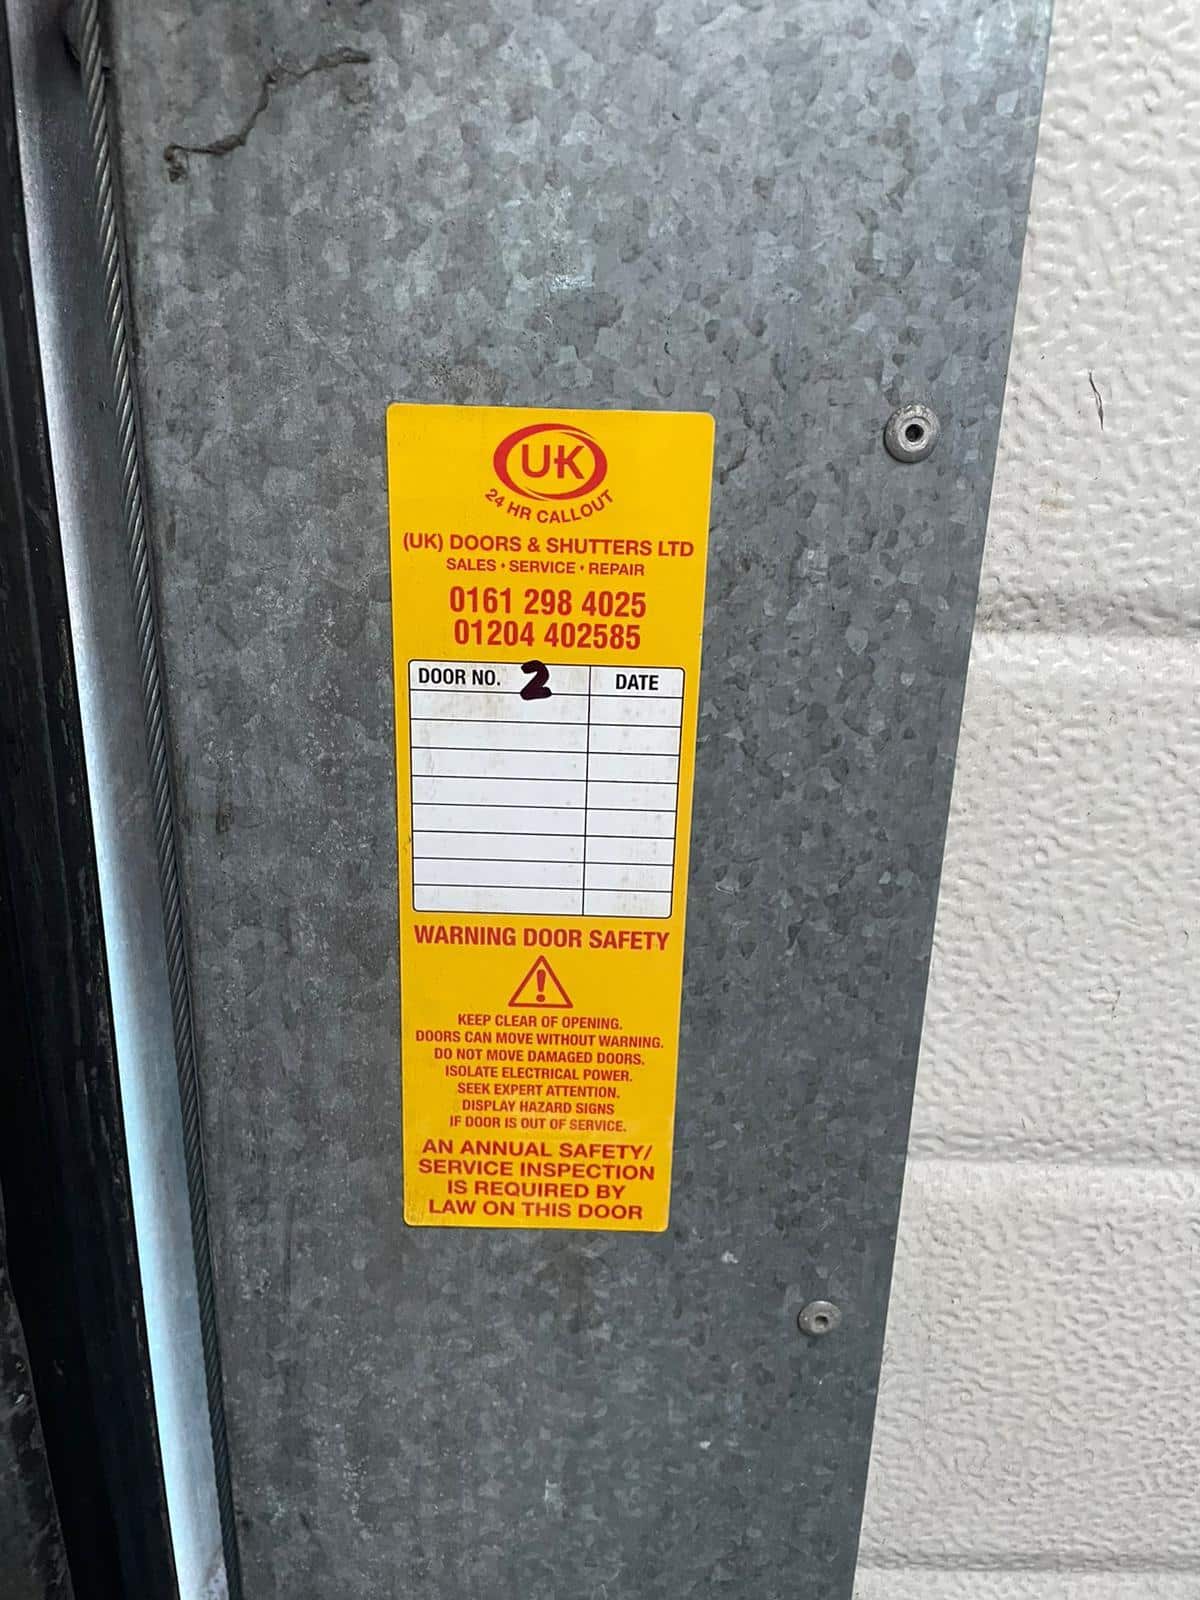 UK
24 HR CALLOUT
(UK) DOORS & SHUTTERS LTD
SALES • SERVICE • REPAIR
0161 298 4025
01204 402585
DOOR NO. 2 DATE
WARNING DOOR SAFETY
!
KEEP CLEAR OF OPENING.
DOORS CAN MOVE WITHOUT WARNING.
DO NOT MOVE DAMAGED DOORS.
ISOLATE ELECTRICAL POWER.
SEEK EXPERT ATTENTION.
DISPLAY HAZARD SIGNS
IF DOOR IS OUT OF SERVICE.
AN ANNUAL SAFETY/
SERVICE INSPECTION
IS REQUIRED BY
LAW ON THIS DOOR